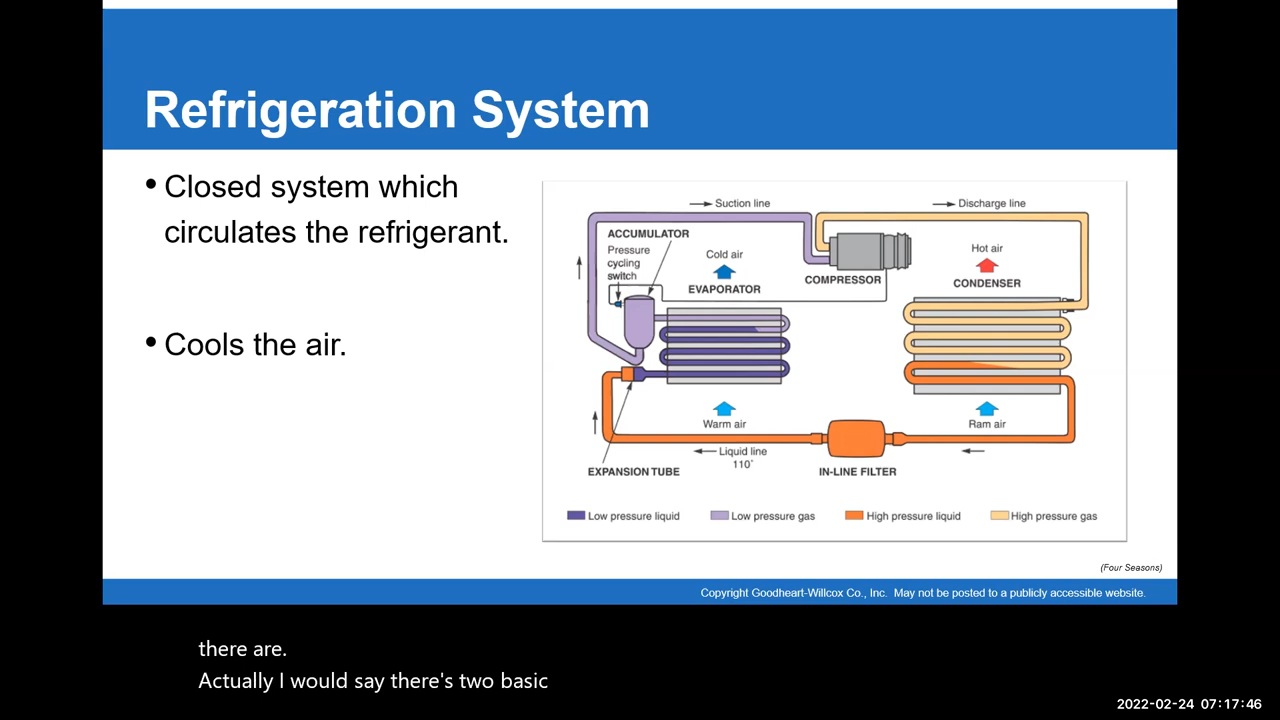 Refrigeration System
• Closed system which
circulates the refrigerant.
• Cools the air.
Suction line
Discharge line
ACCUMULATOR
Pressure
cycling
switch
Cold air
EVAPORATOR
COMPRESSOR
Hot air
CONDENSER
Warm air
Ram air
Liquid line
110°
EXPANSION TUBE
IN-LINE FILTER
Low pressure liquid
Low pressure gas
High pressure liquid
High pressure gas
(Four Seasons)
Copyright Goodheart-Willcox Co., Inc. May not be posted to a publicly accessible website.
there are.
Actually I would say there's two basic
2022-02-24 07:17:46